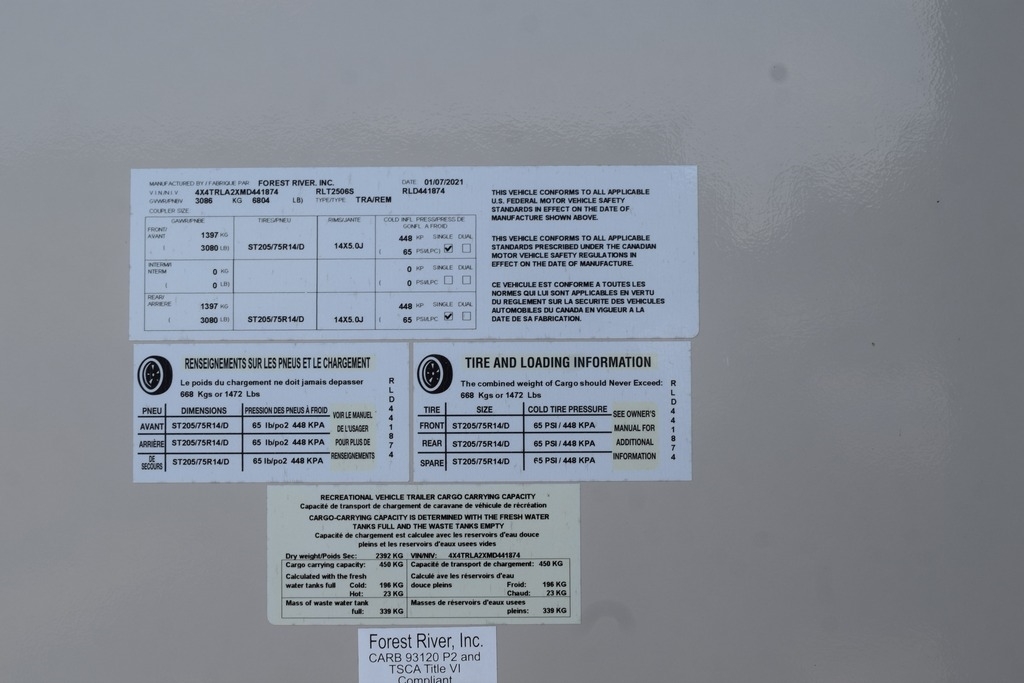 MANUFACTURED BY / FABRIQUE PAR FOREST RIVER, INC. DATE 01/07/2021
V I N/N I V 4X4TRLA2XMD441874 RLT2506S RLD441874
GVWR/PNBV 3086 KG 6804 LB) TYPE/TYPE TRA/REM
COUPLER SIZE
GAWR/PNBE TIRE/PNEU RIMS/JANTE COLD INFL. PRESS/PRESS DE GONFL. A FROID
FRONT/ AVANT 1397 KG 448 KP SINGLE DUAL
( 3080 LB) ST205/75R14/D 14X5.0J ( 65 PSI/LPC)
0 KG 0 KP SINGLE DUAL
( 0 LB) ( 0 PSI/LPC
REAR/ ARRIERE 1397 KG 448 KP SINGLE DUAL
( 3080 LB) ST205/75R14/D 14X5.0J ( 65 PSI/LPC
THIS VEHICLE CONFORMS TO ALL APPLICABLE
U.S. FEDERAL MOTOR VEHICLE SAFETY
STANDARDS IN EFFECT ON THE DATE OF
MANUFACTURE SHOWN ABOVE.
THIS VEHICLE CONFORMS TO ALL APPLICABLE
STANDARDS PRESCRIBED UNDER THE CANADIAN
MOTOR VEHICLE SAFETY REGULATIONS IN
EFFECT ON THE DATE OF MANUFACTURE.
CE VEHICULE EST CONFORME A TOUTES LES
NORMES QUI LUI SONT APPLICABLES EN VERTU
DU REGLEMENT SUR LA SECURITE DES VEHICULES
AUTOMOBILES DU CANADA EN VIGUEUR A LA
DATE DE SA FABRICATION.
RENSEIGNEMENTS SUR LES PNEUS ET LE CHARGEMENT
Le poids du chargement ne doit jamais depasser
668 Kgs or 1472 Lbs
PNEU DIMENSIONS PRESSION DES PNEUS À FROID
AVANT ST205/75R14/D 65 lb/po2 448 KPA
ARRIÈRE ST205/75R14/D 65 lb/po2 448 KPA
DE SECOURS ST205/75R14/D 65 lb/po2 448 KPA
VOIR LE MANUEL
DE L'USAGER
POUR PLUS DE
RENSEIGNEMENTS
RLD441874
TIRE AND LOADING INFORMATION
The combined weight of Cargo should Never Exceed:
668 Kgs or 1472 Lbs
TIRE SIZE COLD TIRE PRESSURE
FRONT ST205/75R14/D 65 PSI / 448 KPA
REAR ST205/75R14/D 65 PSI / 448 KPA
SPARE ST205/75R14/D 65 PSI / 448 KPA
SEE OWNER'S
MANUAL FOR
ADDITIONAL
INFORMATION
RLD441874
RECREATIONAL VEHICLE TRAILER CARGO CARRYING CAPACITY
Capacité de transport de chargement de caravane de véhicule de récréation
CARGO-CARRYING CAPACITY IS DETERMINED WITH THE FRESH WATER
TANKS FULL AND THE WASTE TANKS EMPTY
Capacité de chargement est calculee avec les reservoirs d'eau douce
pleins et les reservoirs d'eaux usees vides
Dry weight/Poids Sec: 2392 KG VIN/NIV: 4X4TRLA2XMD441874
Cargo carrying capacity: 450 KG Capacite de transport de chargement: 450 KG
Calculated with the fresh Calculé ave les réservoirs d'eau
water tanks full Cold: 196 KG douce pleins Froid: 196 KG
Hot: 23 KG Chaud: 23 KG
Mass of waste water tank Masses de réservoirs d'eaux usees
full: 339 KG pleins: 339 KG
Forest River, Inc.
CARB 93120 P2 and
TSCA Title VI
Compliant